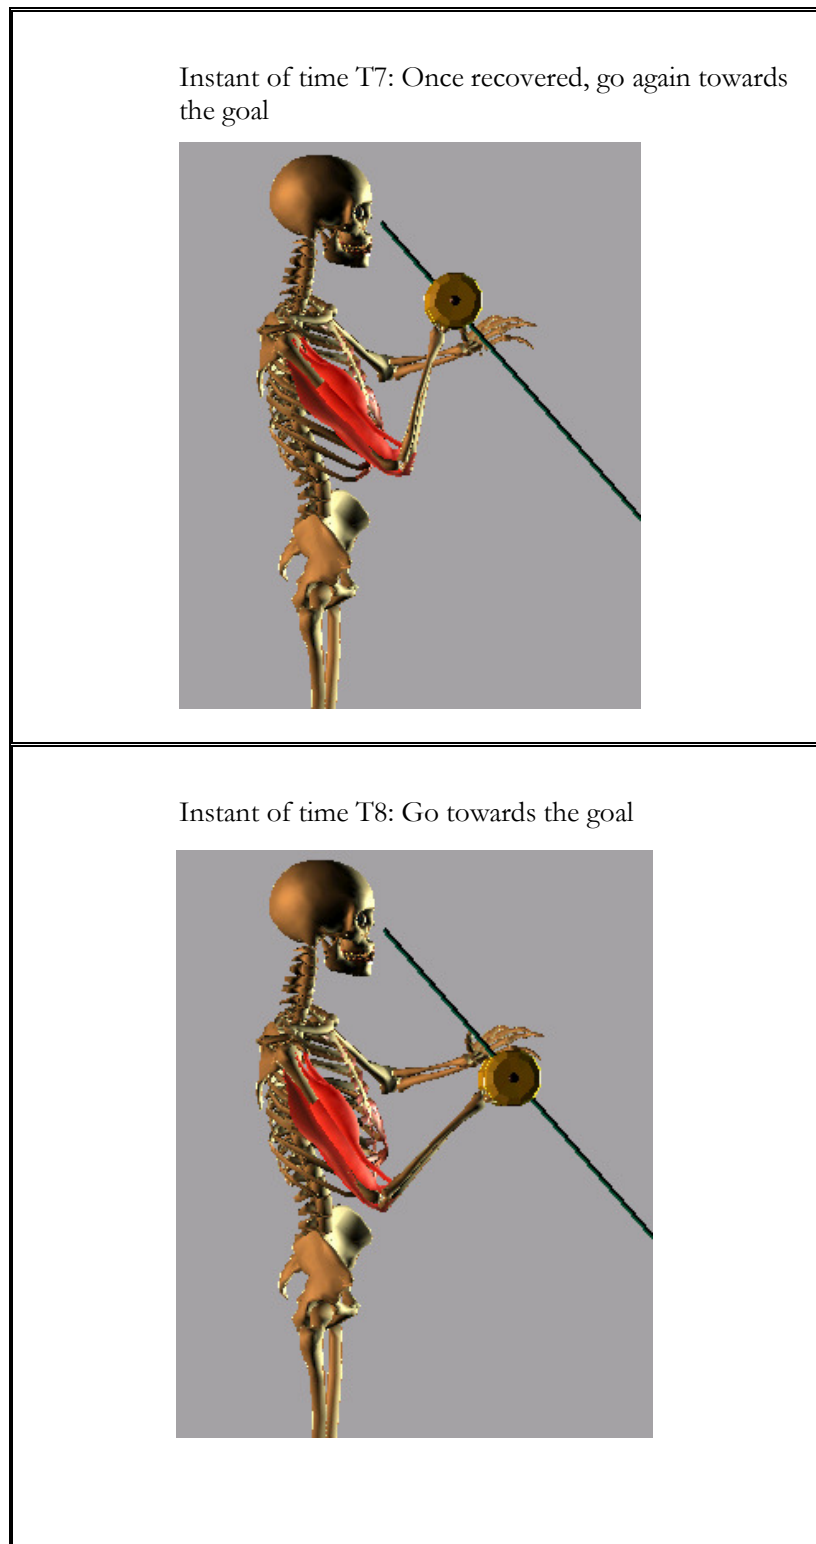 Instant of time T7: Once recovered, go again towards
the goal
Instant of time T8: Go towards the goal